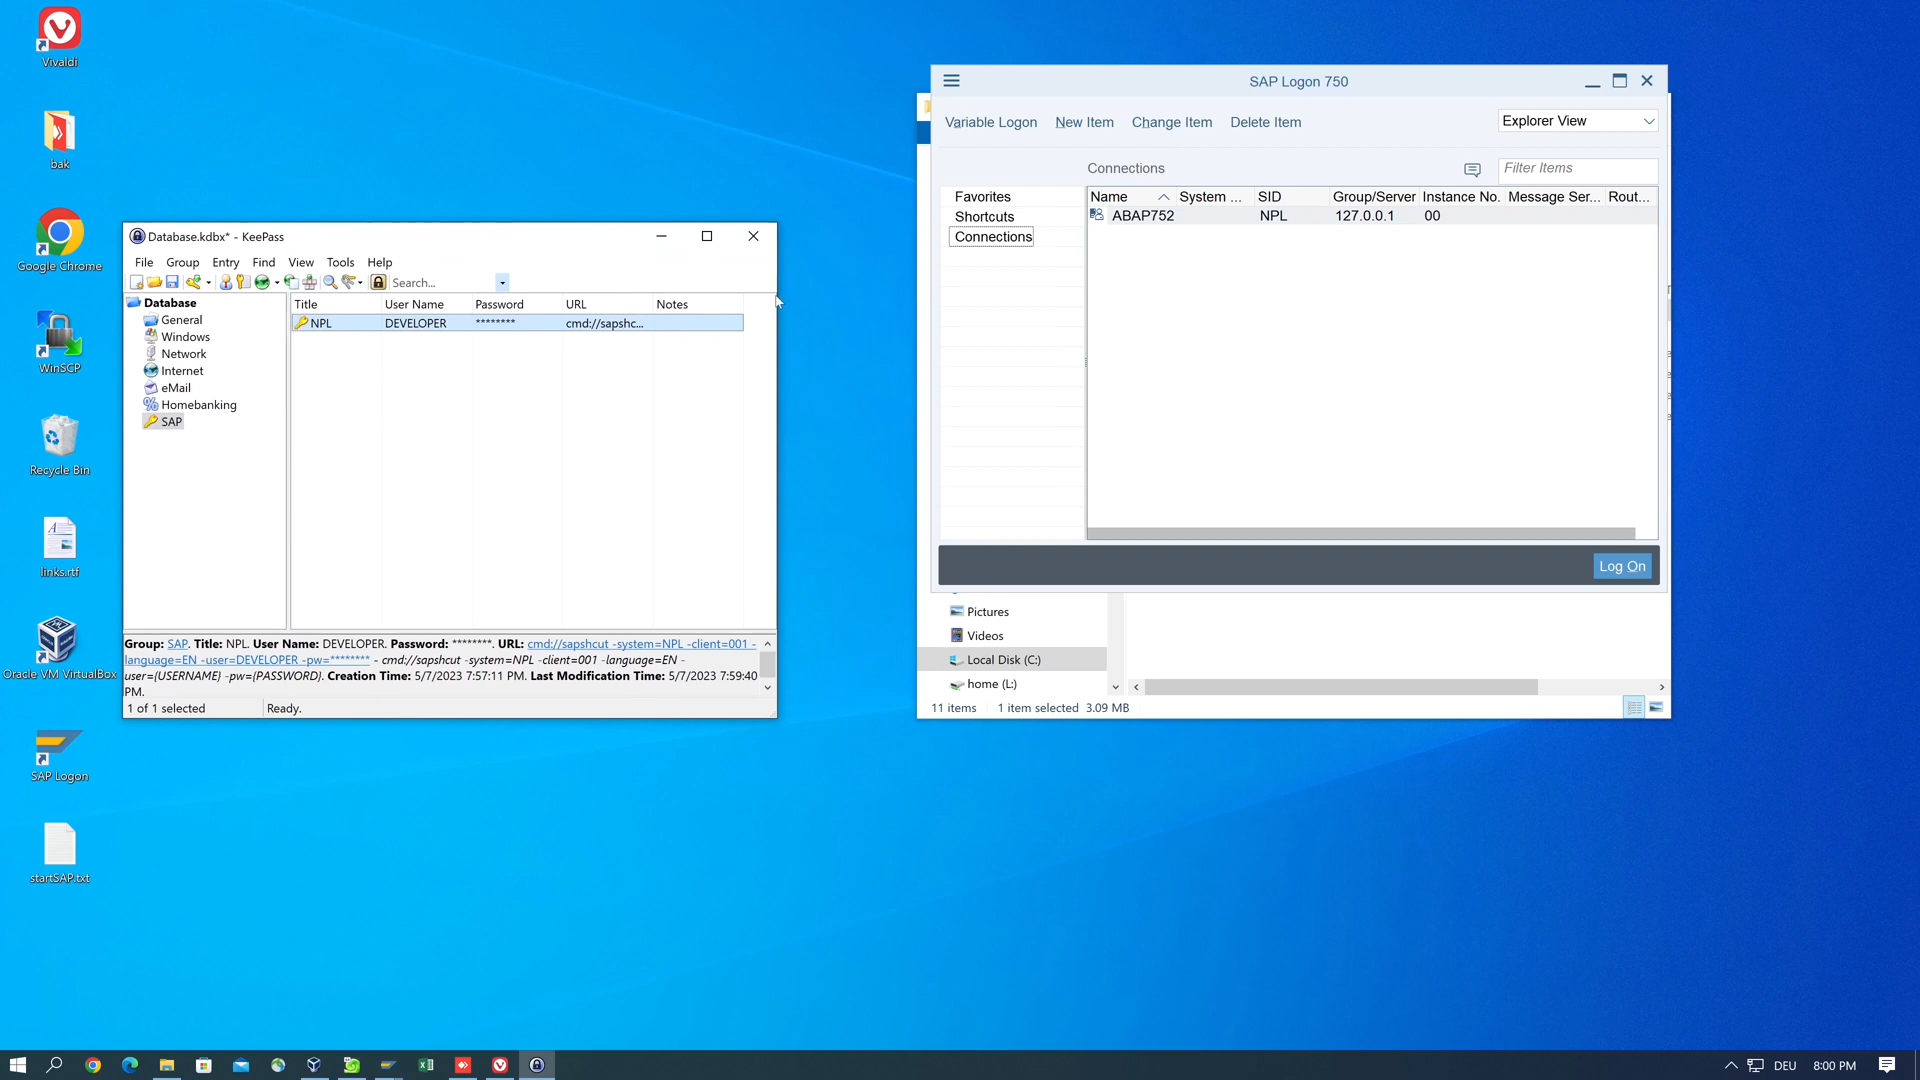 Vivaldi
bak
Google Chrome
WinSCP
Recycle Bin
links.rtf
Oracle VM VirtualBox
SAP Logon
startSAP.txt
Database.kdbx* - KeePass
File Group Entry Find View Tools Help
Search...
Database
General
Windows
Network
Internet
eMail
Homebanking
SAP
Title User Name Password URL Notes
NPL DEVELOPER ******** cmd://sapshc...
Group: SAP. Title: NPL. User Name: DEVELOPER. Password: ********. URL: cmd://sapshcut -system=NPL -client=001 -
language=EN -user=DEVELOPER -pw=******** - cmd://sapshcut -system=NPL -client=001 -language=EN -
user={USERNAME} -pw={PASSWORD}. Creation Time: 5/7/2023 7:57:11 PM. Last Modification Time: 5/7/2023 7:59:40
PM.
1 of 1 selected Ready.
SAP Logon 750
Variable Logon New Item Change Item Delete Item
Explorer View
Connections
Filter Items
Favorites
Shortcuts
Connections
Name System ... SID Group/Server Instance No. Message Ser... Rout...
ABAP752 NPL 127.0.0.1 00
Log On
Pictures
Videos
Local Disk (C:)
home (L:)
11 items 1 item selected 3.09 MB
DEU 8:00 PM